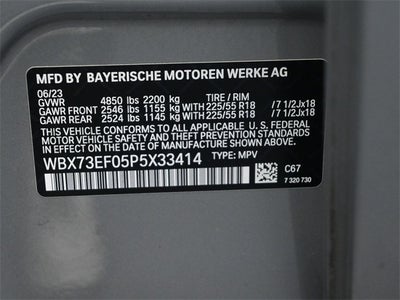 MFD BY BAYERISCHE MOTOREN WERKE AG
06/23 TIRE / RIM
GVWR 4850 lbs 2200 kg
GAWR FRONT 2546 lbs 1155 kg WITH 225/55 R18 / 7 1/2Jx18
GAWR REAR 2524 lbs 1145 kg WITH 225/55 R18 / 7 1/2Jx18
THIS VEHICLE CONFORMS TO ALL APPLICABLE U. S. FEDERAL
MOTOR VEHICLE SAFETY, BUMPER, AND THEFT PREVENTION
STANDARDS IN EFFECT ON THE DATE OF MANUFACTURE SHOWN ABOVE.
WBX73EF05P5X33414 TYPE: MPV
C67
7 320 730